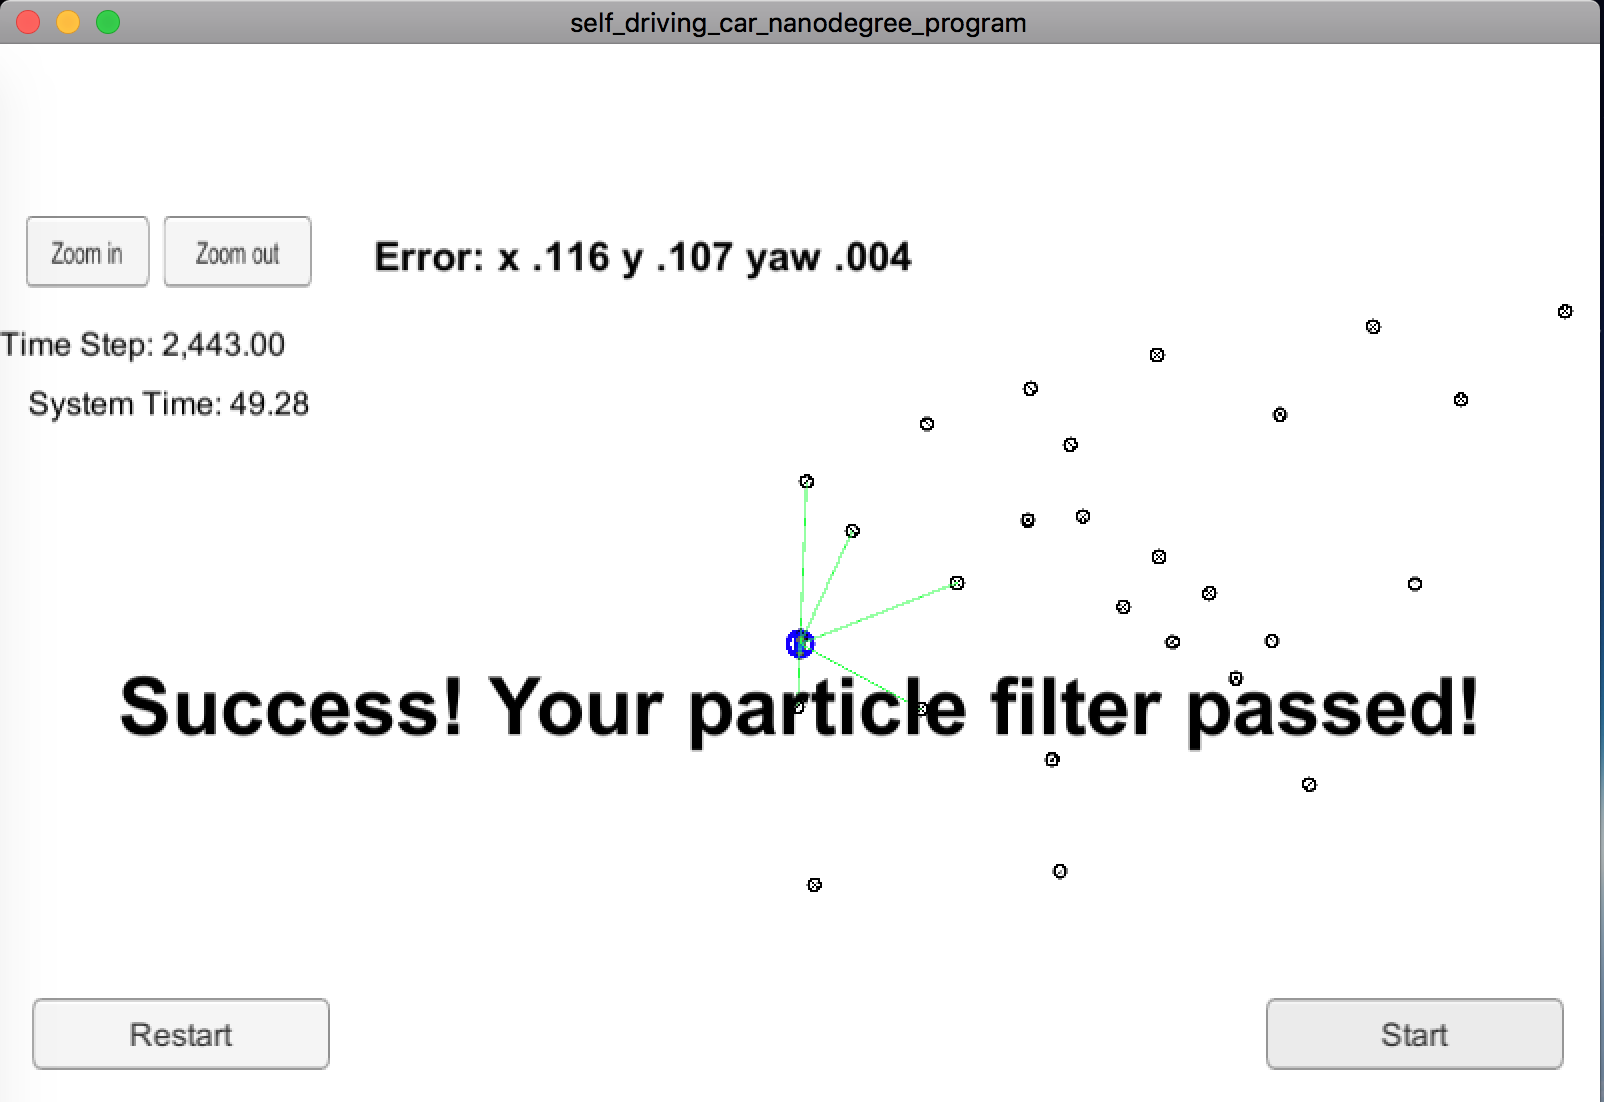 self_driving_car_nanodegree_program
Zoom in
Zoom out
Error: x .116 y .107 yaw .004
Time Step: 2,443.00
System Time: 49.28
Success! Your particle filter passed!
Restart
Start